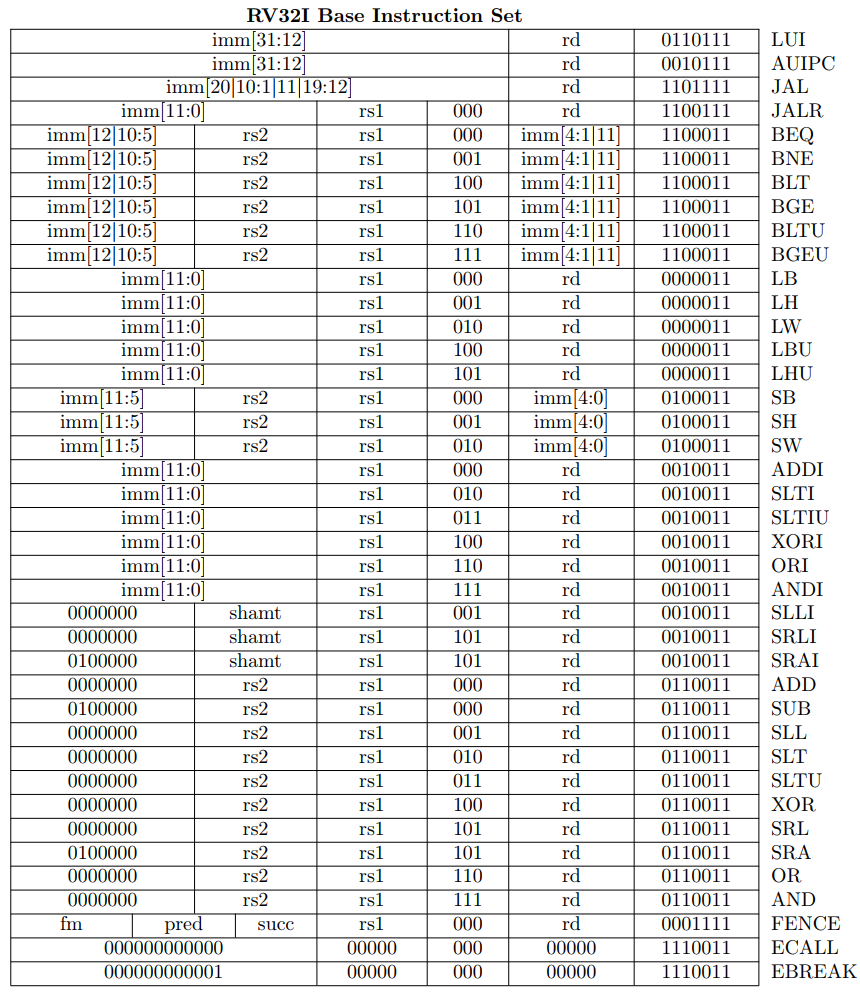 RV32I Base Instruction Set
imm[31:12] rd 0110111 LUI
imm[31:12] rd 0010111 AUIPC
imm[20|10:1|11|19:12] rd 1101111 JAL
imm[11:0] rs1 000 rd 1100111 JALR
imm[12|10:5] rs2 rs1 000 imm[4:1|11] 1100011 BEQ
imm[12|10:5] rs2 rs1 001 imm[4:1|11] 1100011 BNE
imm[12|10:5] rs2 rs1 100 imm[4:1|11] 1100011 BLT
imm[12|10:5] rs2 rs1 101 imm[4:1|11] 1100011 BGE
imm[12|10:5] rs2 rs1 110 imm[4:1|11] 1100011 BLTU
imm[12|10:5] rs2 rs1 111 imm[4:1|11] 1100011 BGEU
imm[11:0] rs1 000 rd 0000011 LB
imm[11:0] rs1 001 rd 0000011 LH
imm[11:0] rs1 010 rd 0000011 LW
imm[11:0] rs1 100 rd 0000011 LBU
imm[11:0] rs1 101 rd 0000011 LHU
imm[11:5] rs2 rs1 000 imm[4:0] 0100011 SB
imm[11:5] rs2 rs1 001 imm[4:0] 0100011 SH
imm[11:5] rs2 rs1 010 imm[4:0] 0100011 SW
imm[11:0] rs1 000 rd 0010011 ADDI
imm[11:0] rs1 010 rd 0010011 SLTI
imm[11:0] rs1 011 rd 0010011 SLTIU
imm[11:0] rs1 100 rd 0010011 XORI
imm[11:0] rs1 110 rd 0010011 ORI
imm[11:0] rs1 111 rd 0010011 ANDI
0000000 shamt rs1 001 rd 0010011 SLLI
0000000 shamt rs1 101 rd 0010011 SRLI
0100000 shamt rs1 101 rd 0010011 SRAI
0000000 rs2 rs1 000 rd 0110011 ADD
0100000 rs2 rs1 000 rd 0110011 SUB
0000000 rs2 rs1 001 rd 0110011 SLL
0000000 rs2 rs1 010 rd 0110011 SLT
0000000 rs2 rs1 011 rd 0110011 SLTU
0000000 rs2 rs1 100 rd 0110011 XOR
0000000 rs2 rs1 101 rd 0110011 SRL
0100000 rs2 rs1 101 rd 0110011 SRA
0000000 rs2 rs1 110 rd 0110011 OR
0000000 rs2 rs1 111 rd 0110011 AND
fm pred succ rs1 000 rd 0001111 FENCE
000000000000 00000 000 00000 1110011 ECALL
000000000001 00000 000 00000 1110011 EBREAK